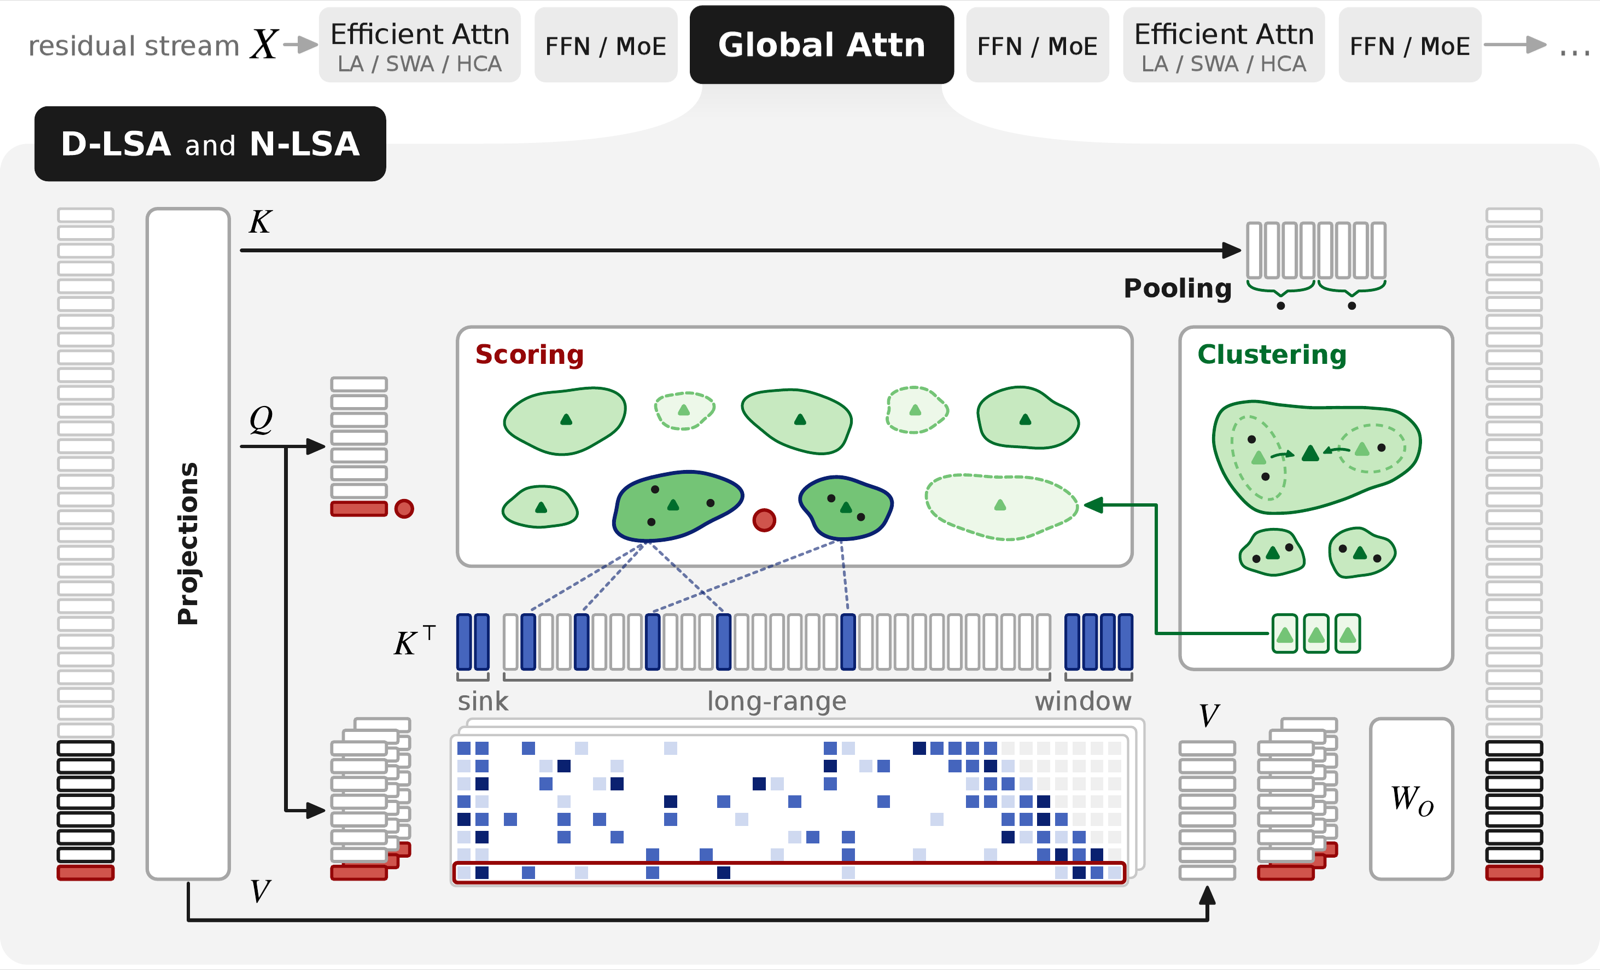 residual stream X
Efficient Attn
LA / SWA / HCA
FFN / MoE
Global Attn
FFN / MoE
Efficient Attn
LA / SWA / HCA
FFN / MoE
...
D-LSA and N-LSA
K
Pooling
Scoring
Clustering
Q
Projections
K⊤
sink
long-range
window
V
W_O
V